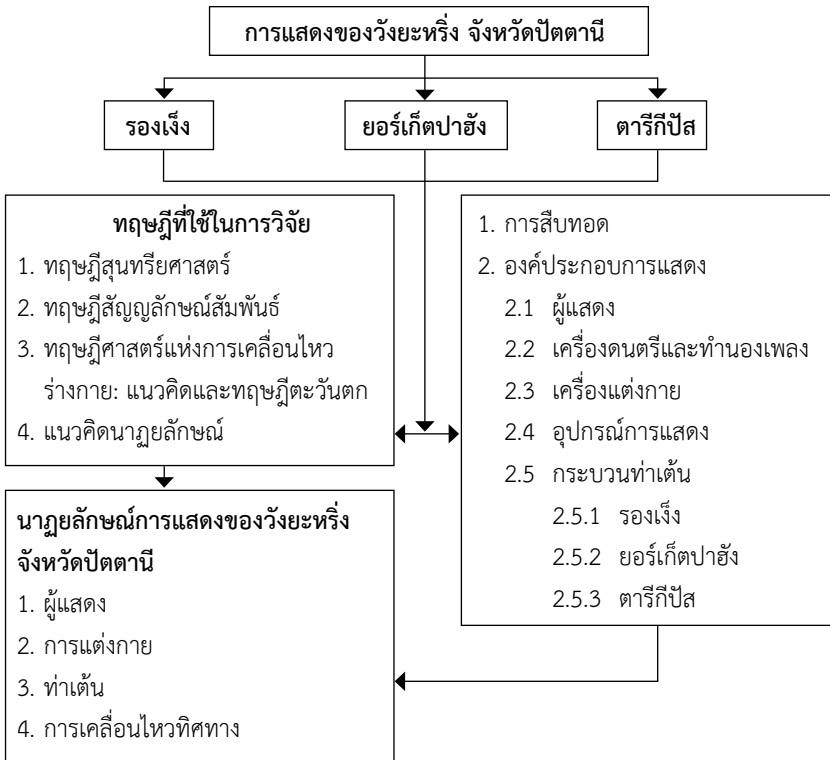 การแสดงของวังยะหริ่ง จังหวัดปัตตานี
รองเง็ง
ยอร์เก็ตปาฮัง
ตารีกีปัส
ทฤษฎีที่ใช้ในการวิจัย
1. ทฤษฎีสุนทรียศาสตร์
2. ทฤษฎีสัญญลักษณ์สัมพันธ์
3. ทฤษฎีศาสตร์แห่งการเคลื่อนไหว
ร่างกาย: แนวคิดและทฤษฎีตะวันตก
4. แนวคิดนาฏยลักษณ์
1. การสืบทอด
2. องค์ประกอบการแสดง
2.1 ผู้แสดง
2.2 เครื่องดนตรีและทำนองเพลง
2.3 เครื่องแต่งกาย
2.4 อุปกรณ์การแสดง
2.5 กระบวนท่าเต้น
2.5.1 รองเง็ง
2.5.2 ยอร์เก็ตปาฮัง
2.5.3 ตารีกีปัส
นาฏยลักษณ์การแสดงของวังยะหริ่ง
จังหวัดปัตตานี
1. ผู้แสดง
2. การแต่งกาย
3. ท่าเต้น
4. การเคลื่อนไหวทิศทาง